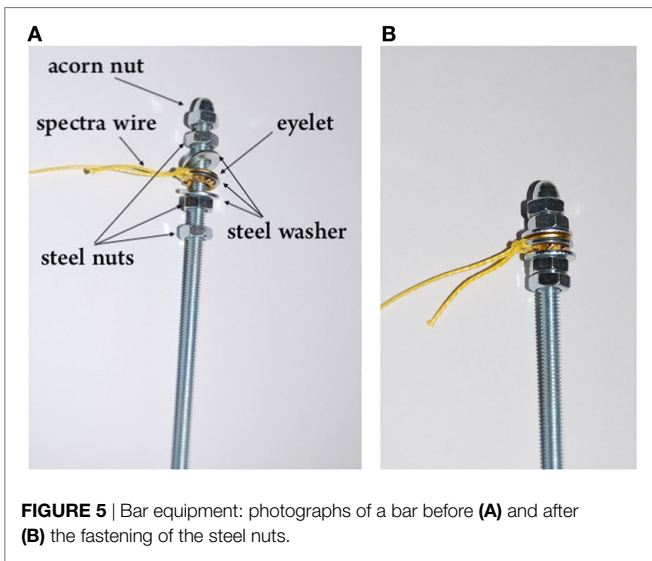 A
B
acorn nut
spectra wire
eyelet
steel washer
steel nuts
FIGURE 5 | Bar equipment: photographs of a bar before (A) and after
(B) the fastening of the steel nuts.